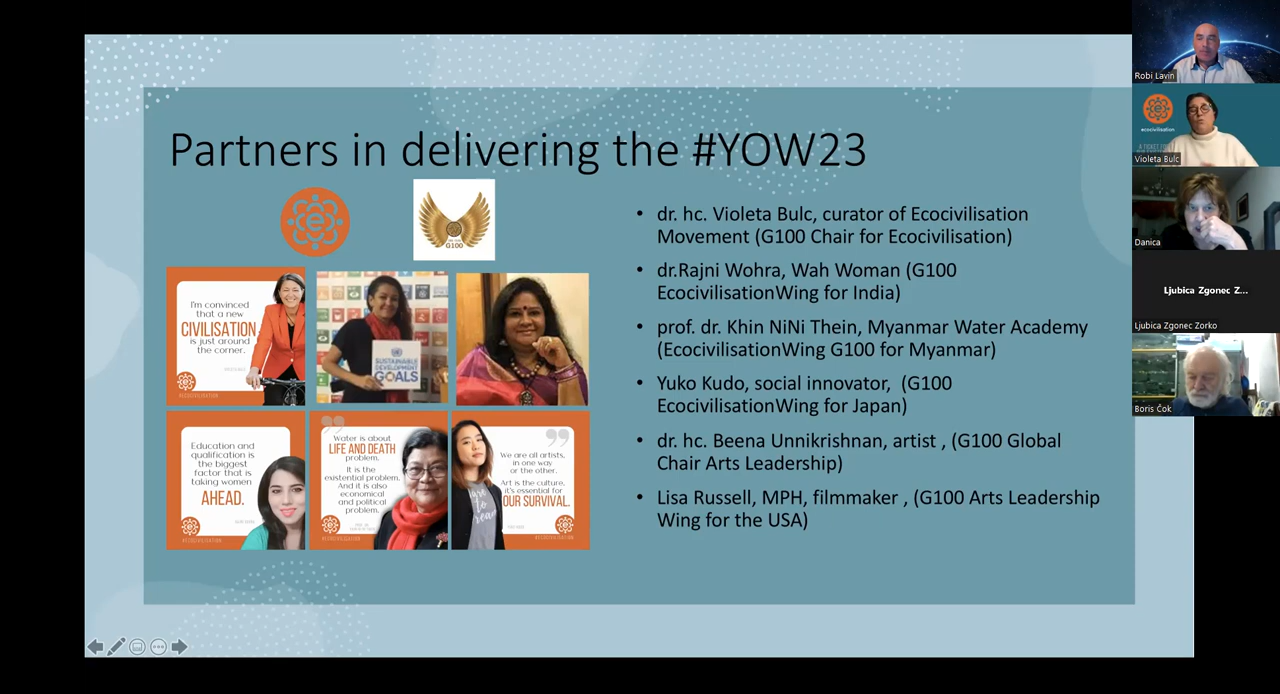 Partners in delivering the #YOW23
e
G100
I'm convinced
that a new
CIVILISATION
is just around
the corner.
SUSTAINABLE
DEVELOPMENT
GOALS
Education and
qualification is
the biggest
factor that is
taking women
AHEAD.
Water is about
LIFE AND DEATH
problem.
It is the
existential problem.
And it is also
economical
and political
problem.
We are all artists,
in one way
or the other.
Art is the culture,
it's essential for
OUR SURVIVAL.
• dr. hc. Violeta Bulc, curator of Ecocivilisation
Movement (G100 Chair for Ecocivilisation)
• dr.Rajni Wohra, Wah Woman (G100
EcocivilisationWing for India)
• prof. dr. Khin NiNi Thein, Myanmar Water Academy
(EcocivilisationWing G100 for Myanmar)
• Yuko Kudo, social innovator,  (G100
EcocivilisationWing for Japan)
• dr. hc. Beena Unnikrishnan, artist , (G100 Global
Chair Arts Leadership)
• Lisa Russell, MPH, filmmaker , (G100 Arts Leadership
Wing for the USA)
Robi Lavin
ecocivilisation
Violeta Bulc
Danica
Ljubica Zgonec Z...
Ljubica Zgonec Zorko
Boris Čok